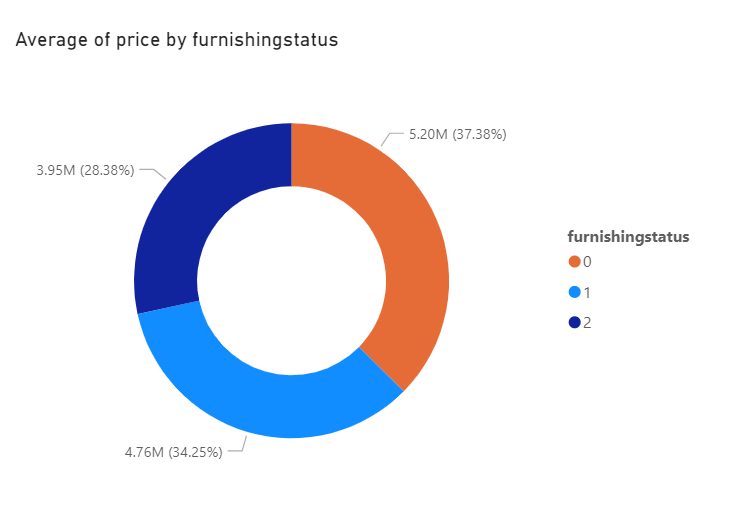 Average of price by furnishingstatus
5.20M (37.38%)
3.95M (28.38%)
4.76M (34.25%)
furnishingstatus
0
1
2